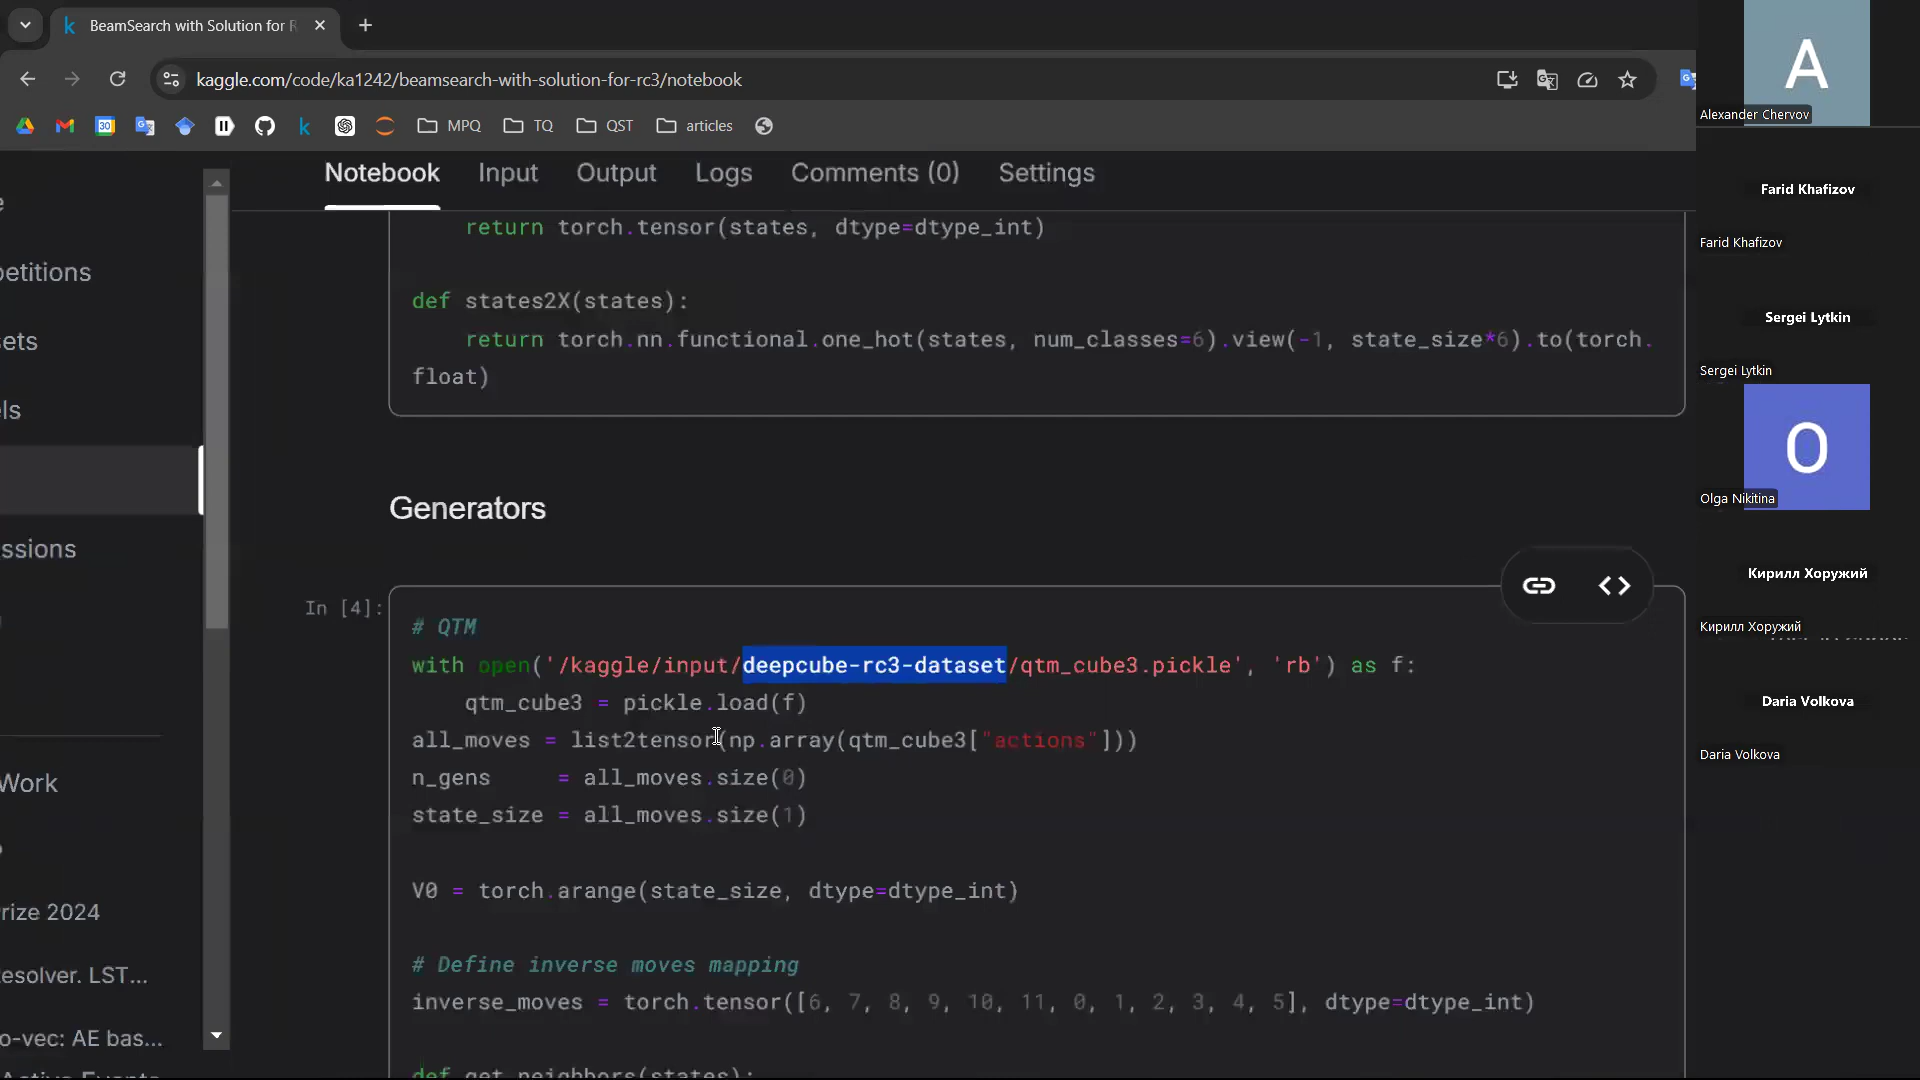 BeamSearch with Solution for R
kaggle.com/code/ka1242/beamsearch-with-solution-for-rc3/notebook
MPQ
TQ
QST
articles
Notebook
Input
Output
Logs
Comments (0)
Settings
e
petitions
sets
els
ssions
Work
rize 2024
esolver. LST...
o-vec: AE bas...
return torch.tensor(states, dtype=dtype_int)
def states2X(states):
return torch.nn.functional.one_hot(states, num_classes=6).view(-1, state_size*6).to(torch.
float)
Generators
In [4]:
# QTM
with open('/kaggle/input/deepcube-rc3-dataset/qtm_cube3.pickle', 'rb') as f:
qtm_cube3 = pickle.load(f)
all_moves = list2tensor(np.array(qtm_cube3["actions"]))
n_gens = all_moves.size(0)
state_size = all_moves.size(1)
V0 = torch.arange(state_size, dtype=dtype_int)
# Define inverse moves mapping
inverse_moves = torch.tensor([6, 7, 8, 9, 10, 11, 0, 1, 2, 3, 4, 5], dtype=dtype_int)
def get_neighbors(states):
A
Alexander Chervov
Farid Khafizov
Farid Khafizov
Sergei Lytkin
Sergei Lytkin
O
Olga Nikitina
Кирилл Хоружий
Кирилл Хоружий
Daria Volkova
Daria Volkova